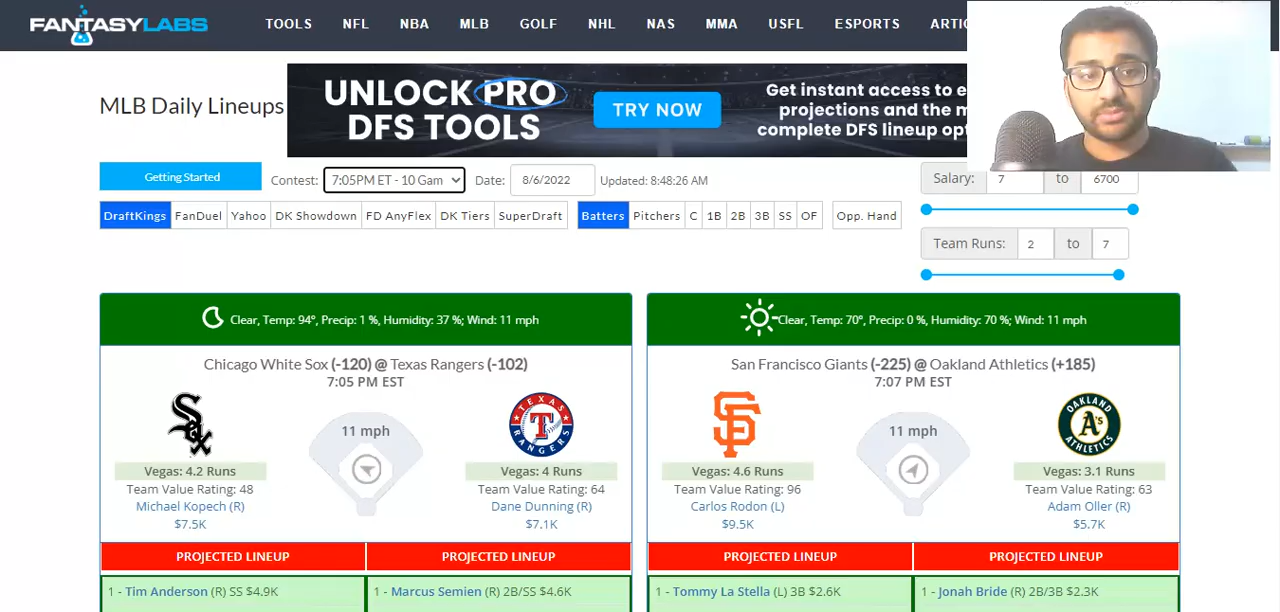 FANTASYLABS
TOOLS NFL NBA MLB GOLF NHL NAS MMA USFL ESPORTS
MLB Daily Lineups
UNLOCK PRO
DFS TOOLS
TRY NOW
Get instant access to
projections and the
complete DFS lineup
Getting Started
Contest: 7:05PM ET - 10 Gam
Date: 8/6/2022
Updated: 8:48:26 AM
Salary: 7 to 6700
DraftKings FanDuel Yahoo DK Showdown FD AnyFlex DK Tiers SuperDraft
Batters Pitchers C 1B 2B 3B SS OF
Opp. Hand
Team Runs: 2 to 7
Clear, Temp: 94°, Precip: 1 %, Humidity: 37 %; Wind: 11 mph
Chicago White Sox (-120) @ Texas Rangers (-102)
7:05 PM EST
TEXAS RANGERS
T
11 mph
Vegas: 4.2 Runs
Team Value Rating: 48
Michael Kopech (R)
$7.5K
Vegas: 4 Runs
Team Value Rating: 64
Dane Dunning (R)
$7.1K
PROJECTED LINEUP
PROJECTED LINEUP
1 - Tim Anderson (R) SS $4.9K
1 - Marcus Semien (R) 2B/SS $4.6K
Clear, Temp: 70°, Precip: 0 %, Humidity: 70 %; Wind: 11 mph
San Francisco Giants (-225) @ Oakland Athletics (+185)
7:07 PM EST
SF
OAKLAND
A's
ATHLETICS
11 mph
Vegas: 4.6 Runs
Team Value Rating: 96
Carlos Rodon (L)
$9.5K
Vegas: 3.1 Runs
Team Value Rating: 63
Adam Oller (R)
$5.7K
PROJECTED LINEUP
PROJECTED LINEUP
1 - Tommy La Stella (L) 3B $2.6K
1 - Jonah Bride (R) 2B/3B $2.3K